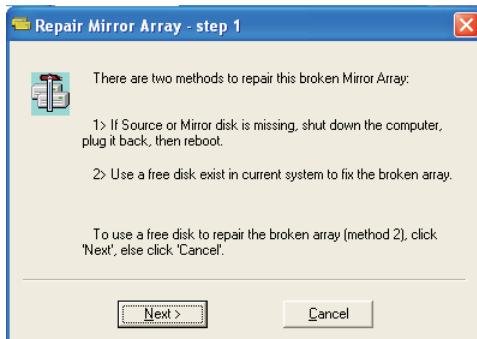 Repair Mirror Array - step 1
There are two methods to repair this broken Mirror Array:
1> If Source or Mirror disk is missing, shut down the computer,
plug it back, then reboot.
2> Use a free disk exist in current system to fix the broken array.
To use a free disk to repair the broken array (method 2), click
'Next', else click 'Cancel'.
Next > Cancel